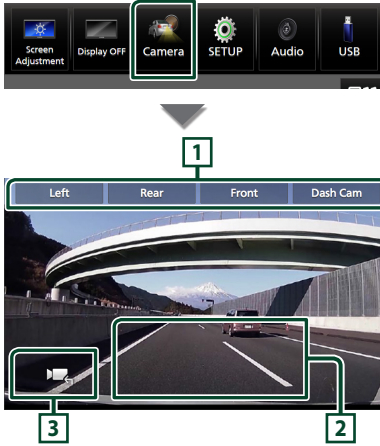 Screen Adjustment Display OFF Camera SETUP Audio USB
1
Left Rear Front Dash Cam
3 2